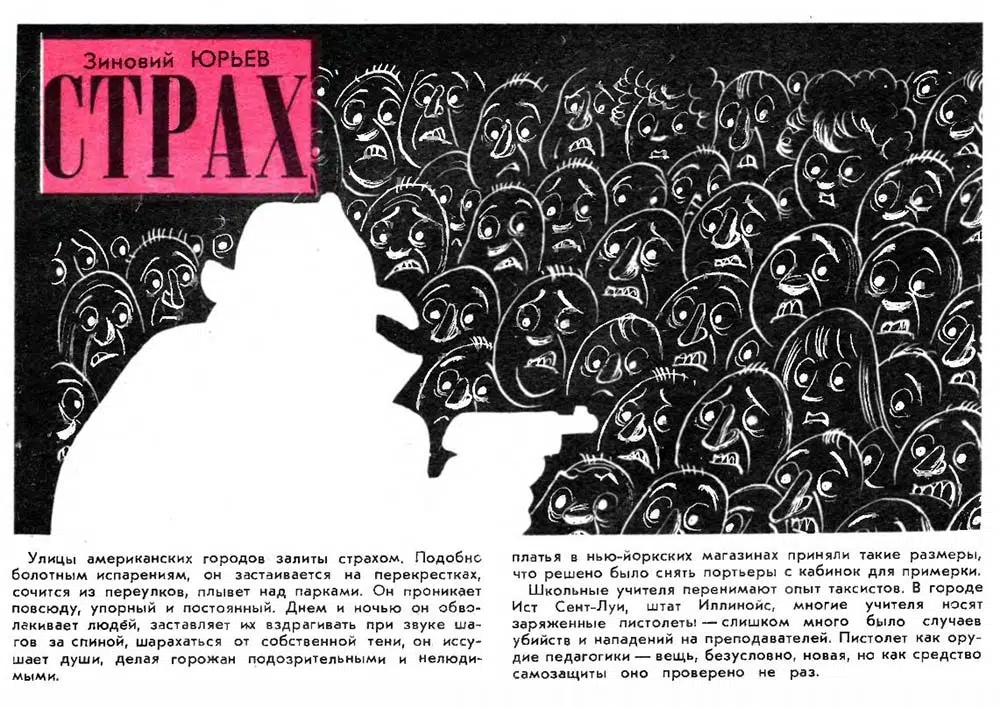 Зиновий ЮРЬЕВ
СТРАХ
Улицы американских городов залиты страхом. Подобно
болотным испарениям, он застаивается на перекрестках,
сочится из переулков, плывет над парками. Он проникает
повсюду, упорный и постоянный. Днем и ночью он обво-
лакивает людей, заставляет их вздрагивать при звуке ша-
гов за спиной, шарахаться от собственной тени, он иссу-
шает души, делая горожан подозрительными и нелюди-
мыми.
платья в нью-йоркских магазинах приняли такие размеры,
что решено было снять портьеры с кабинок для примерки.
Школьные учителя перенимают опыт таксистов. В городе
Ист Сент-Луи, штат Иллинойс, многие учителя носят
заряженные пистолеты — слишком много было случаев
убийств и нападений на преподавателей. Пистолет как ору-
дие педагогики — вещь, безусловно, новая, но как средство
самозащиты оно проверено не раз.